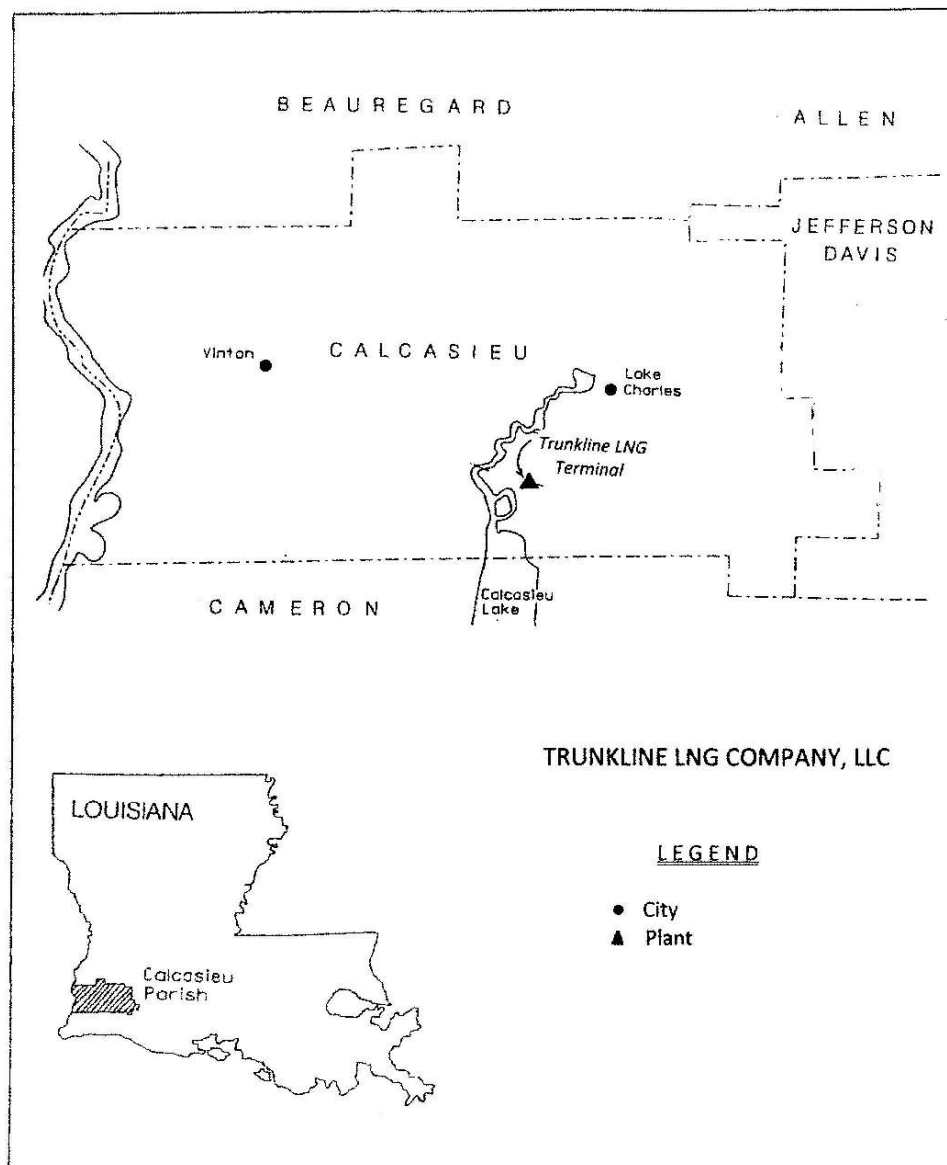 BEAUREGARD
ALLEN
JEFFERSON
DAVIS
Vinton
CALCASIEU
Lake
Charles
Trunkline LNG
Terminal
CAMERON
Calcasieu
Lake
TRUNKLINE LNG COMPANY, LLC
LOUISIANA
LEGEND
City
Plant
Calcasieu
Parish